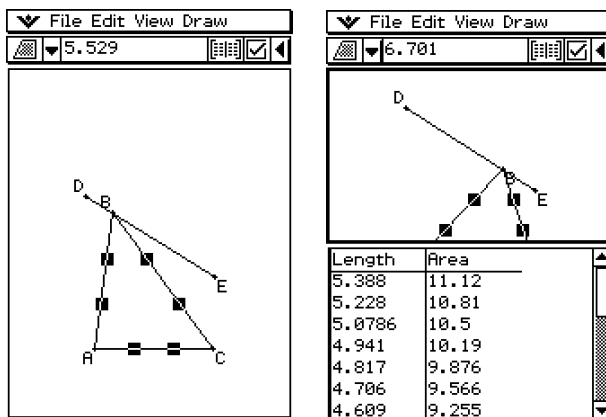 File Edit View Draw
5.529
D
B
E
A
C
File Edit View Draw
6.701
D
B
E
Length Area
5.388 11.12
5.228 10.81
5.0786 10.5
4.941 10.19
4.817 9.876
4.706 9.566
4.609 9.255